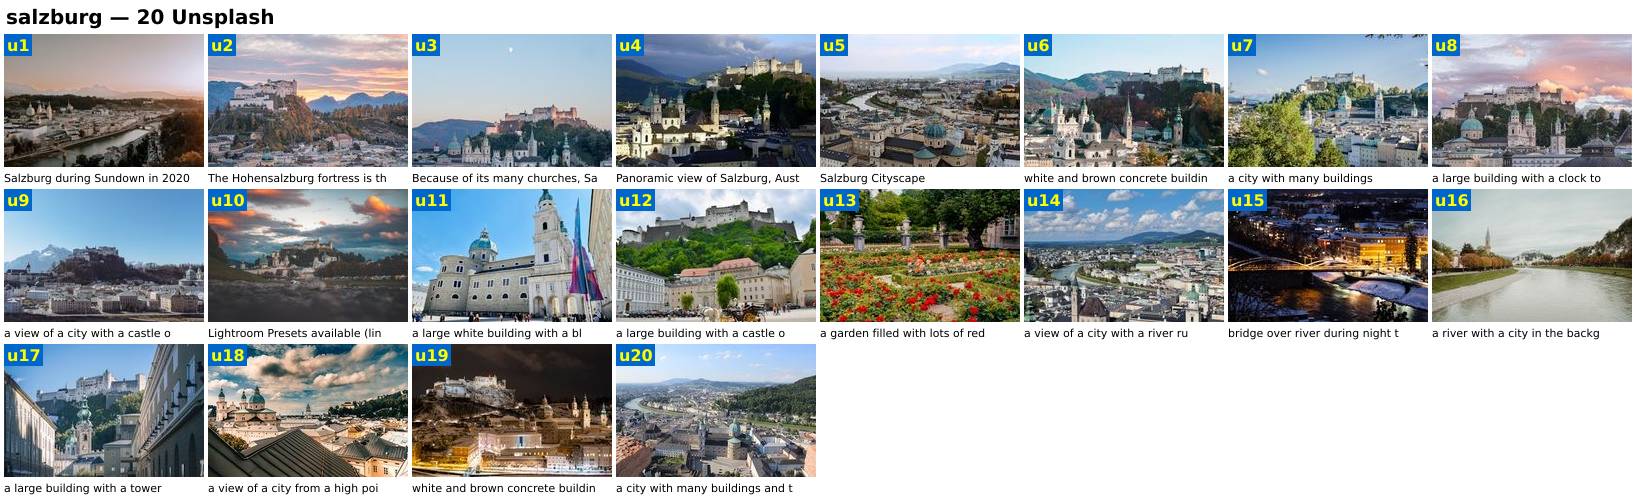 salzburg — 20 Unsplash
u1 u2 u3 u4 u5 u6 u7 u8
Salzburg during Sundown in 2020 The Hohensalzburg fortress is th Because of its many churches, Sa Panoramic view of Salzburg, Aust Salzburg Cityscape white and brown concrete buildin a city with many buildings a large building with a clock to
u9 u10 u11 u12 u13 u14 u15 u16
a view of a city with a castle o Lightroom Presets available (lin a large white building with a bl a large building with a castle o a garden filled with lots of red a view of a city with a river ru bridge over river during night t a river with a city in the backg
u17 u18 u19 u20
a large building with a tower a view of a city from a high poi white and brown concrete buildin a city with many buildings and t